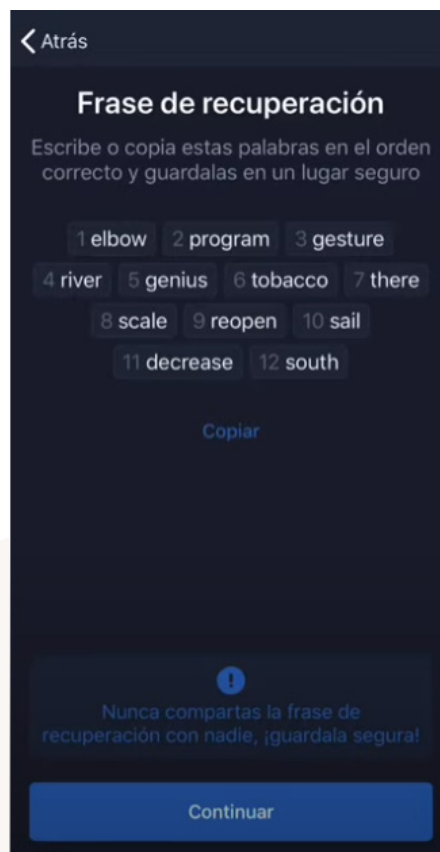 Atrás
Frase de recuperación
Escribe o copia estas palabras en el orden
correcto y guardalas en un lugar seguro
1 elbow 2 program 3 gesture
4 river 5 genius 6 tobacco 7 there
8 scale 9 reopen 10 sail
11 decrease 12 south
Copiar
Nunca compartas la frase de
recuperación con nadie, ¡guardala segura!
Continuar